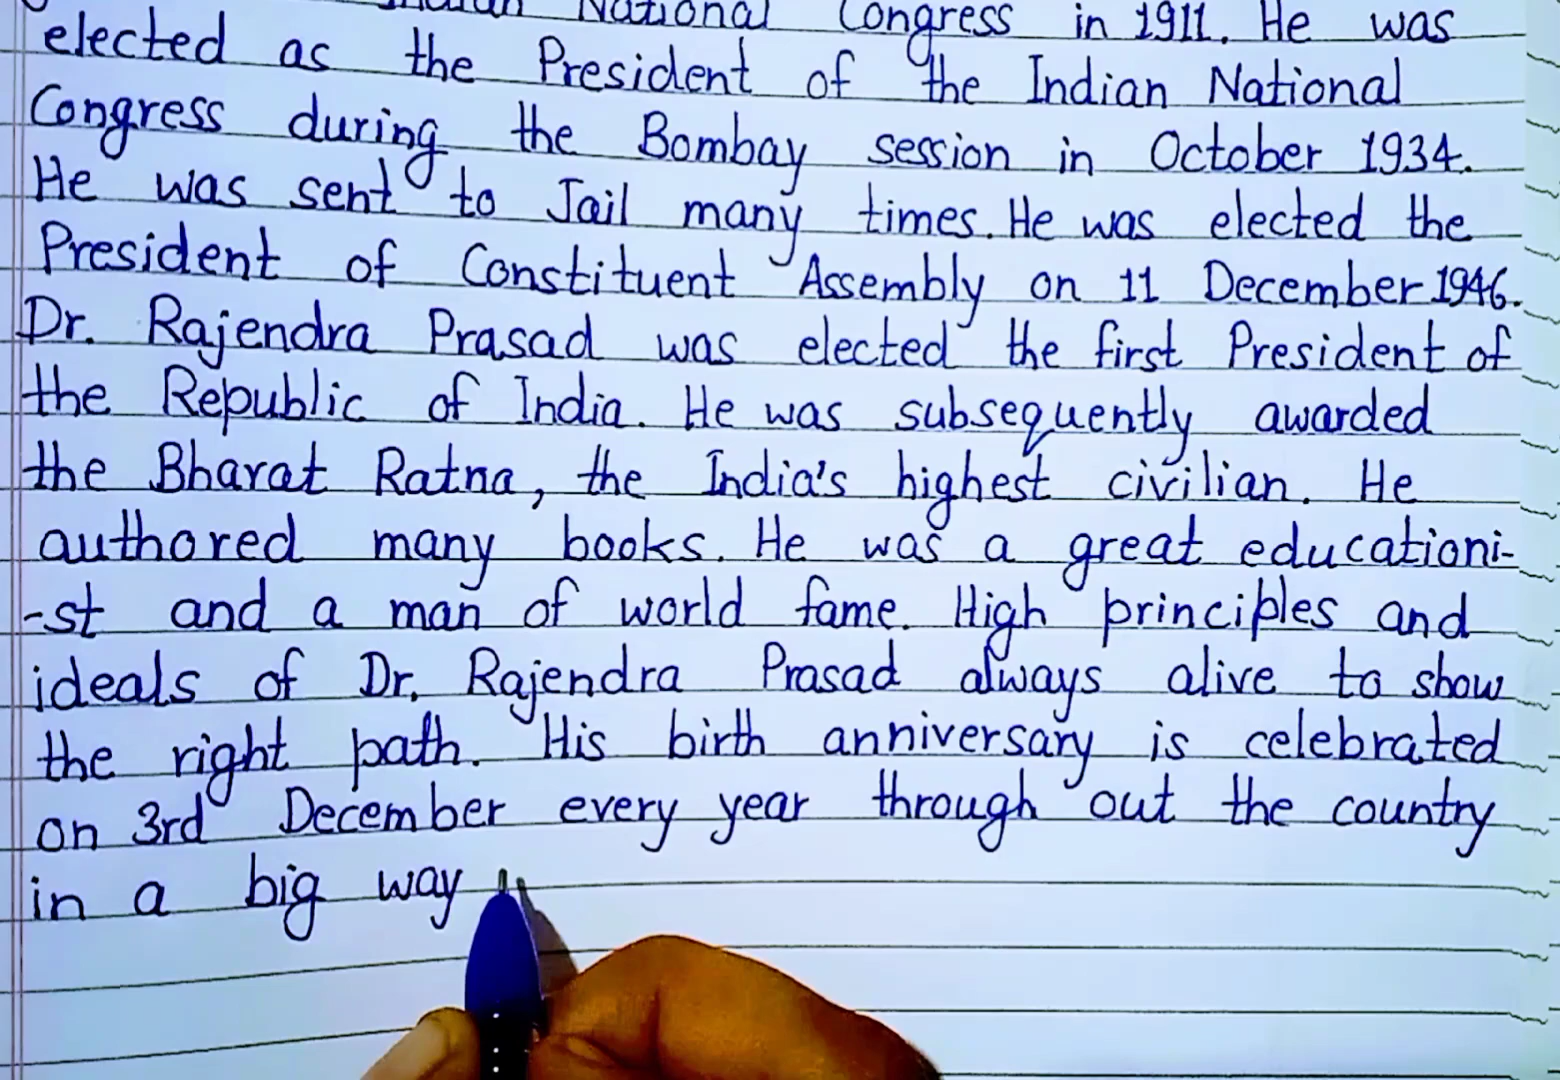 Indian National Congress in 1911. He was
elected as the President of the Indian National
Congress during the Bombay session in October 1934.
He was sent to Jail many times. He was elected the
President of Constituent Assembly on 11 December 1946.
Dr. Rajendra Prasad was elected the first President of
the Republic of India. He was subsequently awarded
the Bharat Ratna, the India's highest civilian. He
authored many books. He was a great educationi-
-st and a man of world fame. High principles and
ideals of Dr. Rajendra Prasad always alive to show
the right path. His birth anniversary is celebrated
on 3rd December every year through out the country
in a big way